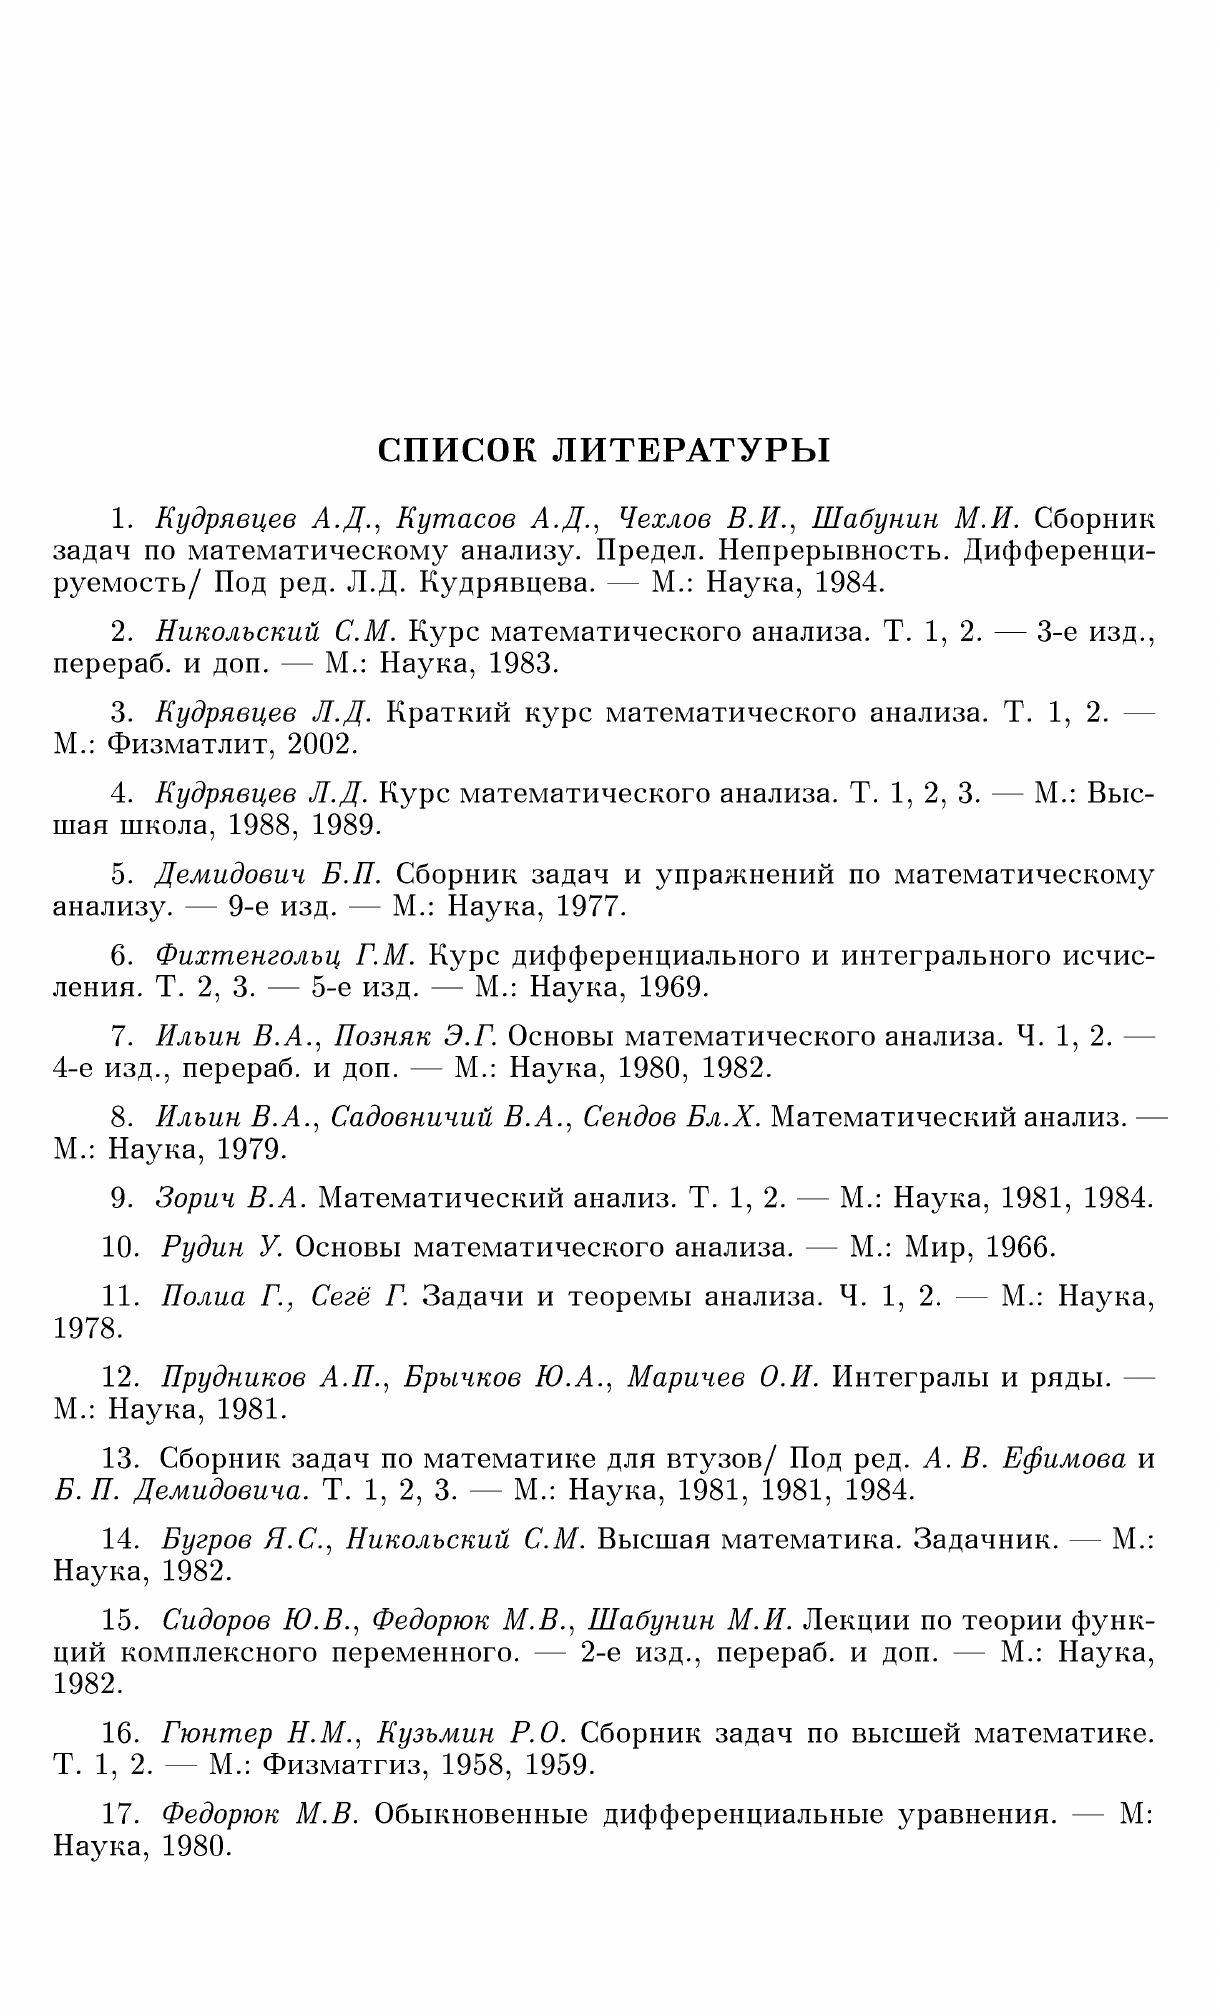 СПИСОК ЛИТЕРАТУРЫ
1. Кудрявцев А.Д., Кутасов А.Д., Чехлов В.И., Шабунин М.И. Сборник
задач по математическому анализу. Предел. Непрерывность. Дифференци-
руемость/ Под ред. Л.Д. Кудрявцева. — М.: Наука, 1984.
2. Никольский С.М. Курс математического анализа. Т. 1, 2. — 3-е изд.,
перераб. и доп. — М.: Наука, 1983.
3. Кудрявцев Л.Д. Краткий курс математического анализа. Т. 1, 2. —
М.: Физматлит, 2002.
4. Кудрявцев Л.Д. Курс математического анализа. Т. 1, 2, 3. — М.: Выс-
шая школа, 1988, 1989.
5. Демидович Б.П. Сборник задач и упражнений по математическому
анализу. — 9-е изд. — М.: Наука, 1977.
6. Фихтенгольц Г.М. Курс дифференциального и интегрального исчис-
ления. Т. 2, 3. — 5-е изд. — М.: Наука, 1969.
7. Ильин В.А., Позняк Э.Г. Основы математического анализа. Ч. 1, 2. —
4-е изд., перераб. и доп. — М.: Наука, 1980, 1982.
8. Ильин В.А., Садовничий В.А., Сендов Бл.Х. Математический анализ. —
М.: Наука, 1979.
9. Зорич В.А. Математический анализ. Т. 1, 2. — М.: Наука, 1981, 1984.
10. Рудин У. Основы математического анализа. — М.: Мир, 1966.
11. Полиа Г., Сегё Г. Задачи и теоремы анализа. Ч. 1, 2. — М.: Наука,
1978.
12. Прудников А.П., Брычков Ю.А., Маричев О.И. Интегралы и ряды. —
М.: Наука, 1981.
13. Сборник задач по математике для втузов/ Под ред. А. В. Ефимова и
Б. П. Демидовича. Т. 1, 2, 3. — М.: Наука, 1981, 1981, 1984.
14. Бугров Я.С., Никольский С.М. Высшая математика. Задачник. — М.:
Наука, 1982.
15. Сидоров Ю.В., Федорюк М.В., Шабунин М.И. Лекции по теории функ-
ций комплексного переменного. — 2-е изд., перераб. и доп. — М.: Наука,
1982.
16. Гюнтер Н.М., Кузьмин Р.О. Сборник задач по высшей математике.
Т. 1, 2. — М.: Физматгиз, 1958, 1959.
17. Федорюк М.В. Обыкновенные дифференциальные уравнения. — М:
Наука, 1980.